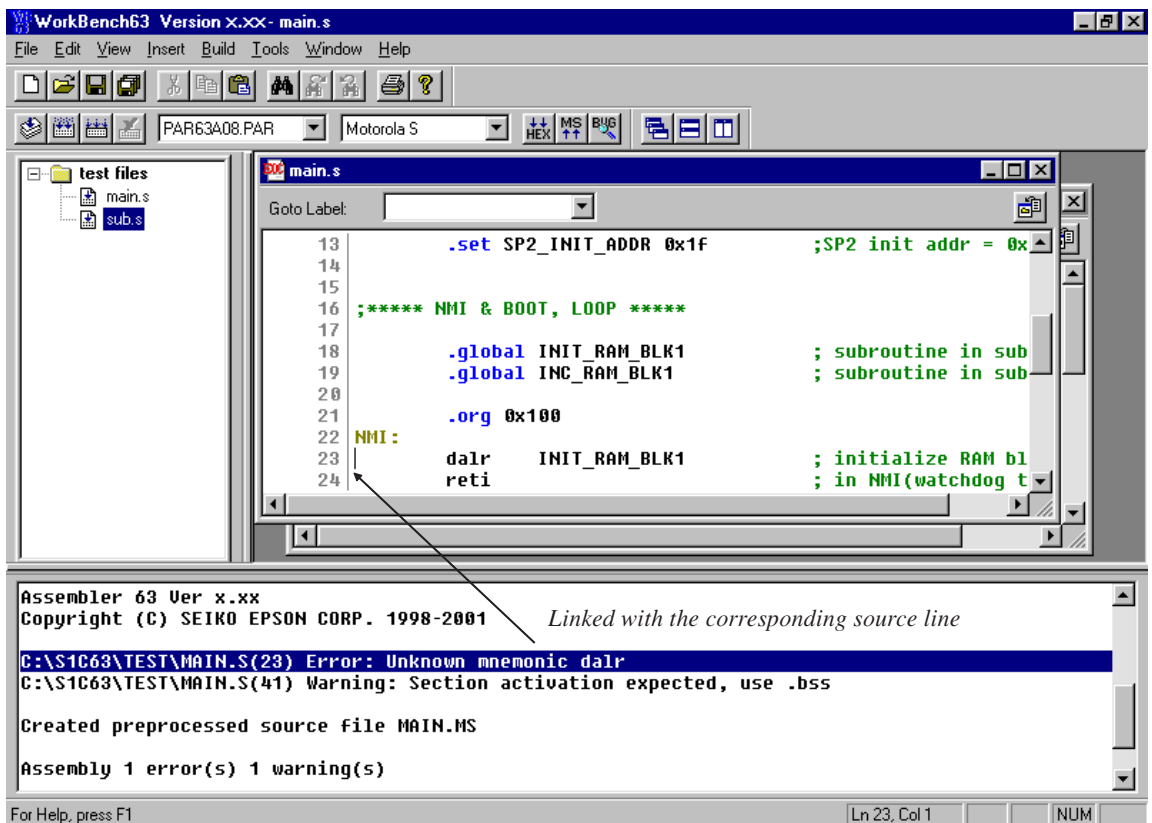 WorkBench63 Version x.xx - main.s
File Edit View Insert Build Tools Window Help
PAR63A08.PAR Motorola S HEX MS BUG
test files
main.s
sub.s
main.s
Goto Label:
13 .set SP2_INIT_ADDR 0x1f ;SP2 init addr = 0x
14
15
16 ;***** NMI & BOOT, LOOP *****
17
18 .global INIT_RAM_BLK1 ; subroutine in sub
19 .global INC_RAM_BLK1 ; subroutine in sub
20
21 .org 0x100
22 NMI:
23 dalr INIT_RAM_BLK1 ; initialize RAM bl
24 reti ; in NMI(watchdog t
Assembler 63 Ver x.xx
Copyright (C) SEIKO EPSON CORP. 1998-2001
Linked with the corresponding source line
C:\S1C63\TEST\MAIN.S(23) Error: Unknown mnemonic dalr
C:\S1C63\TEST\MAIN.S(41) Warning: Section activation expected, use .bss
Created preprocessed source file MAIN.MS
Assembly 1 error(s) 1 warning(s)
For Help, press F1 Ln 23, Col 1 NUM